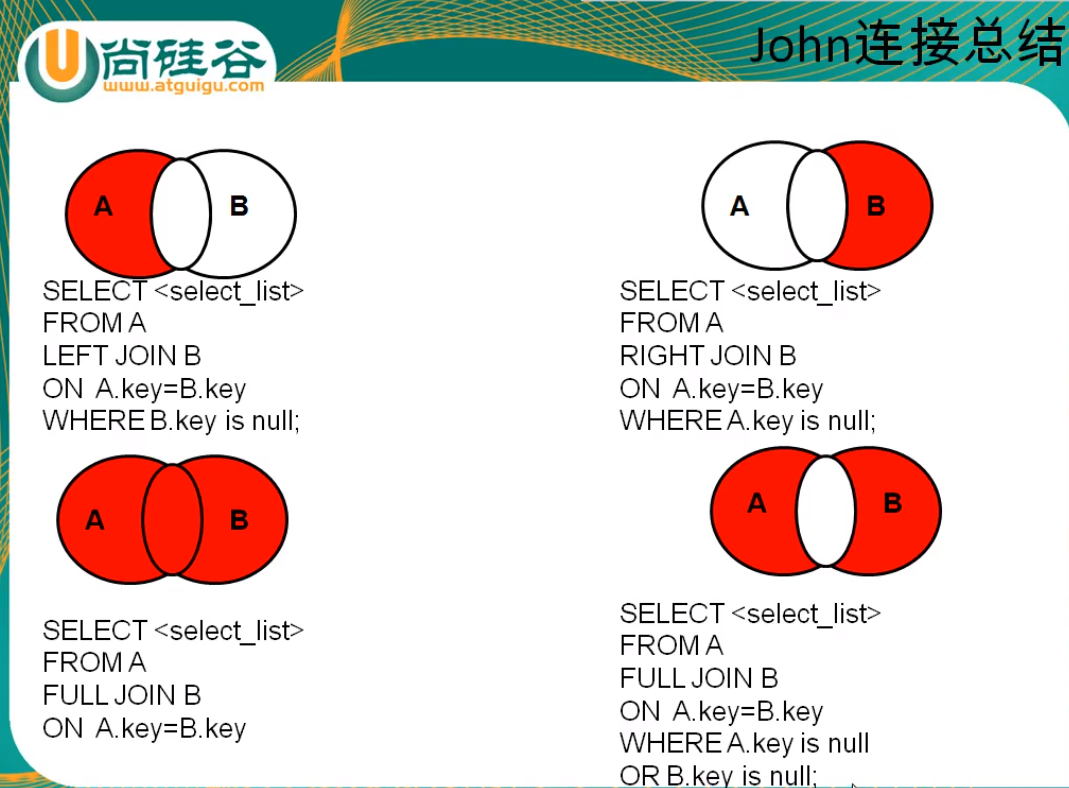 尚硅谷
www.atguigu.com
John连接总结
A
B
SELECT <select_list>
FROM A
LEFT JOIN B
ON A.key=B.key
WHERE B.key is null;
A
B
SELECT <select_list>
FROM A
RIGHT JOIN B
ON A.key=B.key
WHERE A.key is null;
A
B
SELECT <select_list>
FROM A
FULL JOIN B
ON A.key=B.key
A
B
SELECT <select_list>
FROM A
FULL JOIN B
ON A.key=B.key
WHERE A.key is null
OR B.key is null;